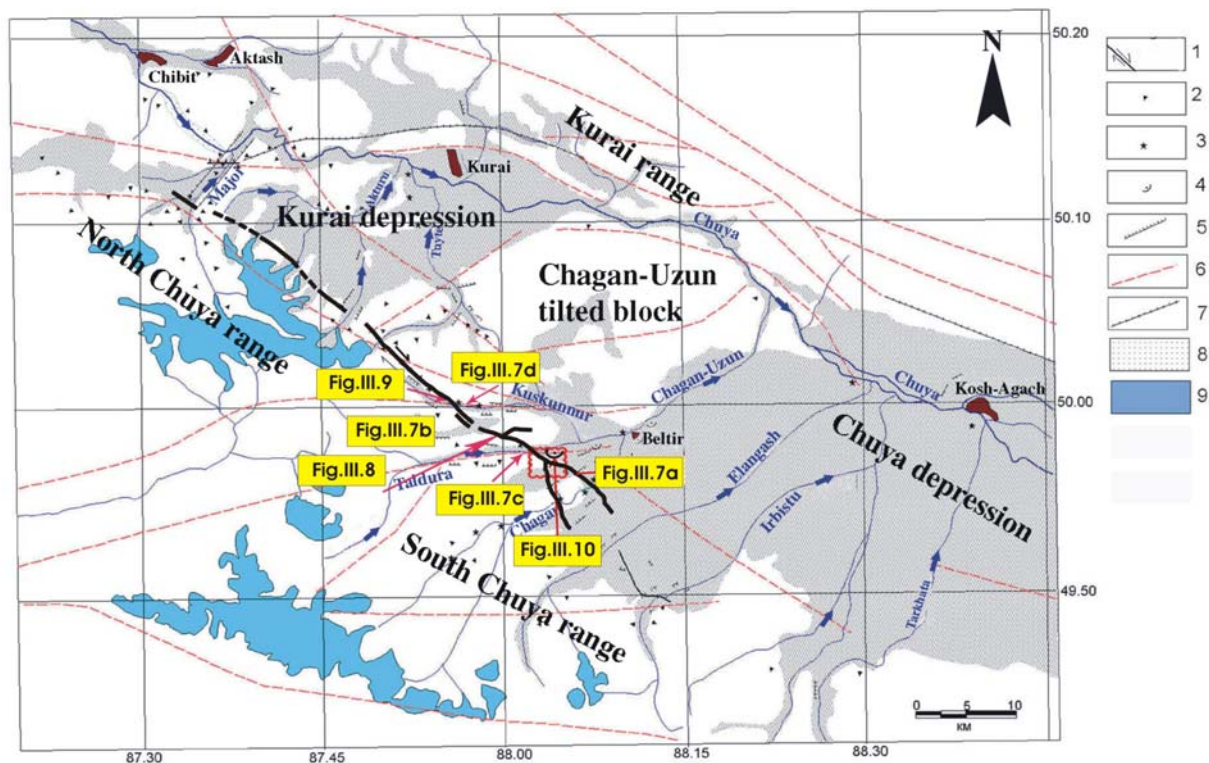 50.20
N
1
Aktash
Chibit
2
3
Kurai range
Kurai
50.10
Major
Akturu
Kurai depression
Chuya
4
Tuyte
5
North Chuya range
Chagan-Uzun
tilted block
6
7
8
9
Fig.III.9
Fig.III.7d
Chagan-Uzun
Chuya
Kosh-Agach
50.00
Kuskunnur
Fig.III.7b
Beltir
Elangash
Chuya depression
Fig.III.8
Taldura
Fig.III.7a
Fig.III.7c
Chagan
Irbistu
Fig.III.10
South Chuya range
49.50
Tarkhata
0 5 10
KM
87.30
87.45
88.00
88.15
88.30